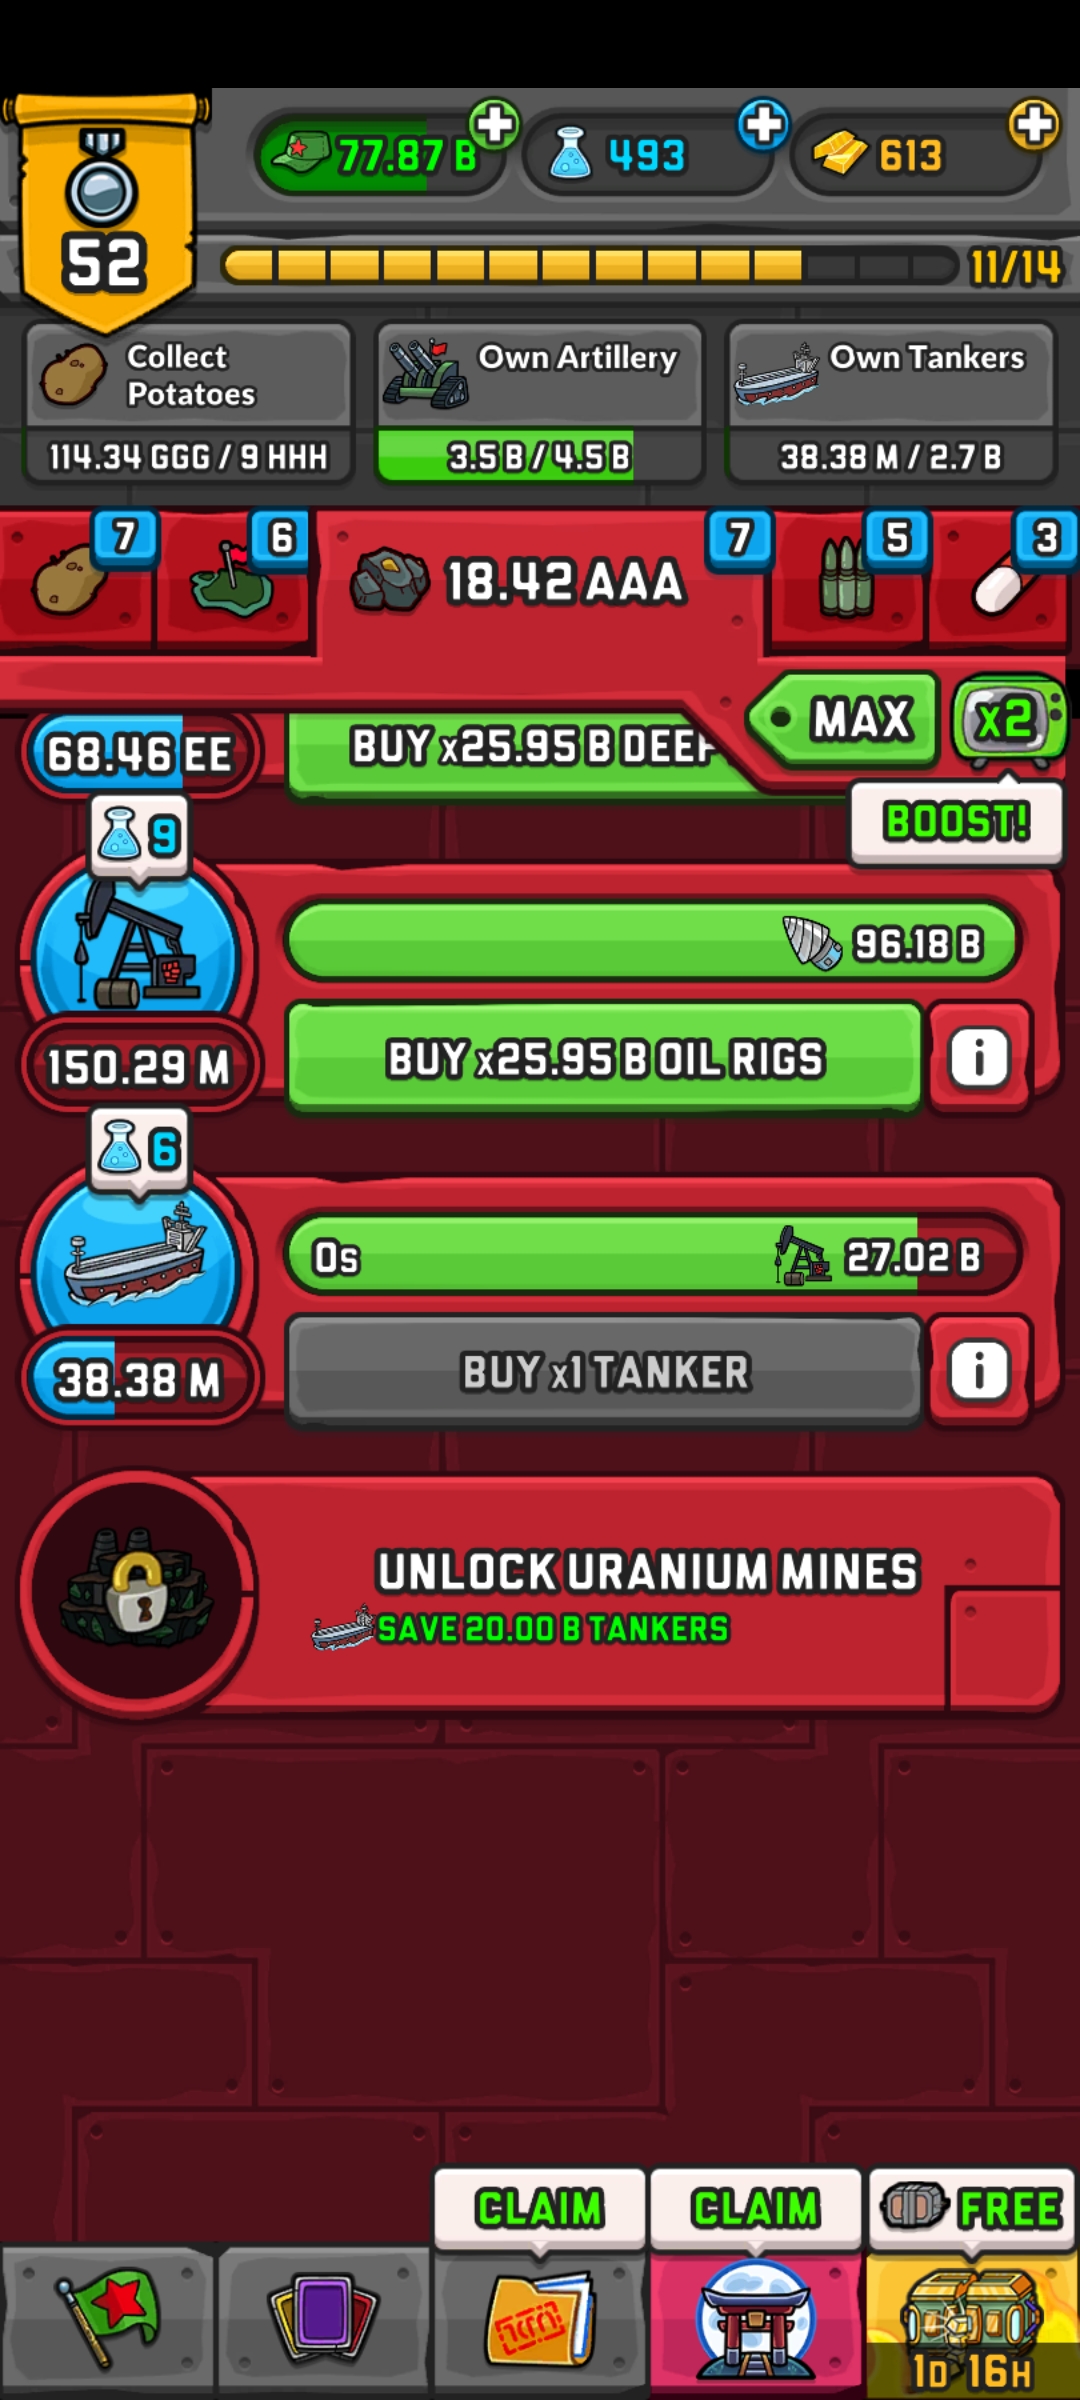 77.87 B
493
613
52
11/14
Collect
Potatoes
114.34 GGG / 9 HHH
Own Artillery
3.5 B / 4.5 B
Own Tankers
38.38 M / 2.7 B
7
6
18.42 AAA
7
5
3
MAX
x2
68.46 EE
BUY x25.95 B DEEP
BOOST!
9
96.18 B
150.29 M
BUY x25.95 B OIL RIGS
i
6
0s
27.02 B
38.38 M
BUY x1 TANKER
i
UNLOCK URANIUM MINES
SAVE 20.00 B TANKERS
CLAIM
CLAIM
FREE
1D 16H